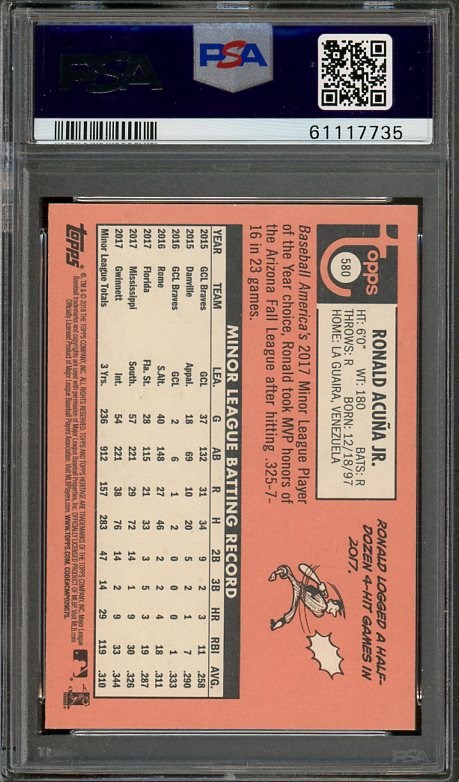 PSA
PSA
61117735
topps
580
RONALD ACUÑA JR.
HT: 6'0" WT: 180 BATS: R
THROWS: R BORN: 12/18/97
HOME: LA GUAIRA, VENEZUELA
Baseball America's 2017 Minor League Player
of the Year choice, Ronald took MVP honors of
the Arizona Fall League after hitting .325-7-
16 in 23 games.
RONALD LOGGED A HALF-
DOZEN 4-HIT GAMES IN
2017.
MINOR LEAGUE BATTING RECORD
YEAR TEAM LEA. G AB R H 2B 3B HR RBI AVG.
2015 GCL Braves GCL 37 132 31 34 9 2 3 11 .258
2015 Danville Appal. 18 69 10 20 5 2 1 7 .290
2016 GCL Braves GCL 2 6 1 2 0 0 0 1 .333
2016 Rome S.Atl. 40 148 27 46 2 2 4 18 .311
2017 Florida Fla. St. 28 115 21 33 3 5 3 19 .287
2017 Mississippi South. 57 221 29 72 14 1 9 30 .326
2017 Gwinnett Int. 54 221 38 76 14 2 9 33 .344
Minor League Totals 3 Yrs. 236 912 157 283 47 14 29 119 .310
topps